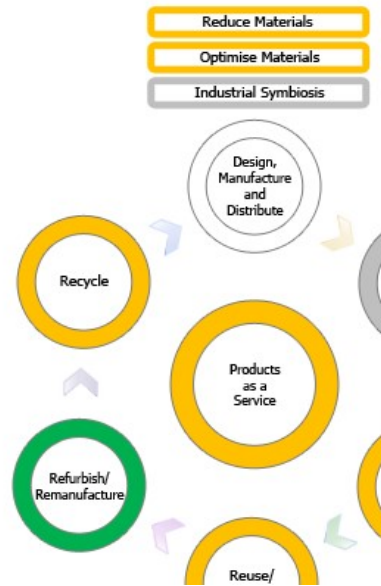 Reduce Materials
Optimise Materials
Industrial Symbiosis
Design,
Manufacture
and
Distribute
Recycle
Products
as a
Service
Refurbish/
Remanufacture
Reuse/